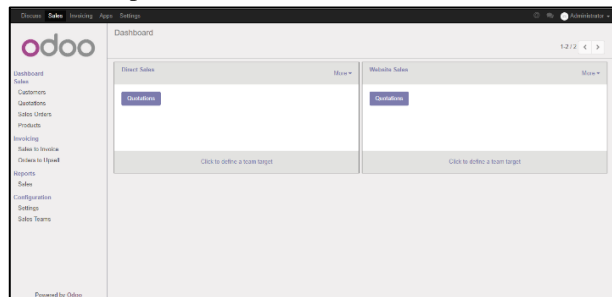 Discuss Sales Invoicing Apps Settings Administrator
odoo
Dashboard
1-2 / 2
Dashboard
Sales
Customers
Quotations
Sales Orders
Products
Invoicing
Sales to Invoice
Orders to Upsell
Reports
Sales
Configuration
Settings
Sales Teams
Direct Sales More
Quotations
Click to define a team target
Website Sales More
Quotations
Click to define a team target
Powered by Odoo